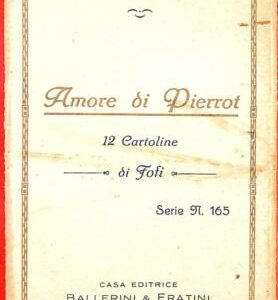 Amore di Pierrot
12 Cartoline
di Fofi
Serie N. 165
CASA EDITRICE
BALLERINI & FRATINI